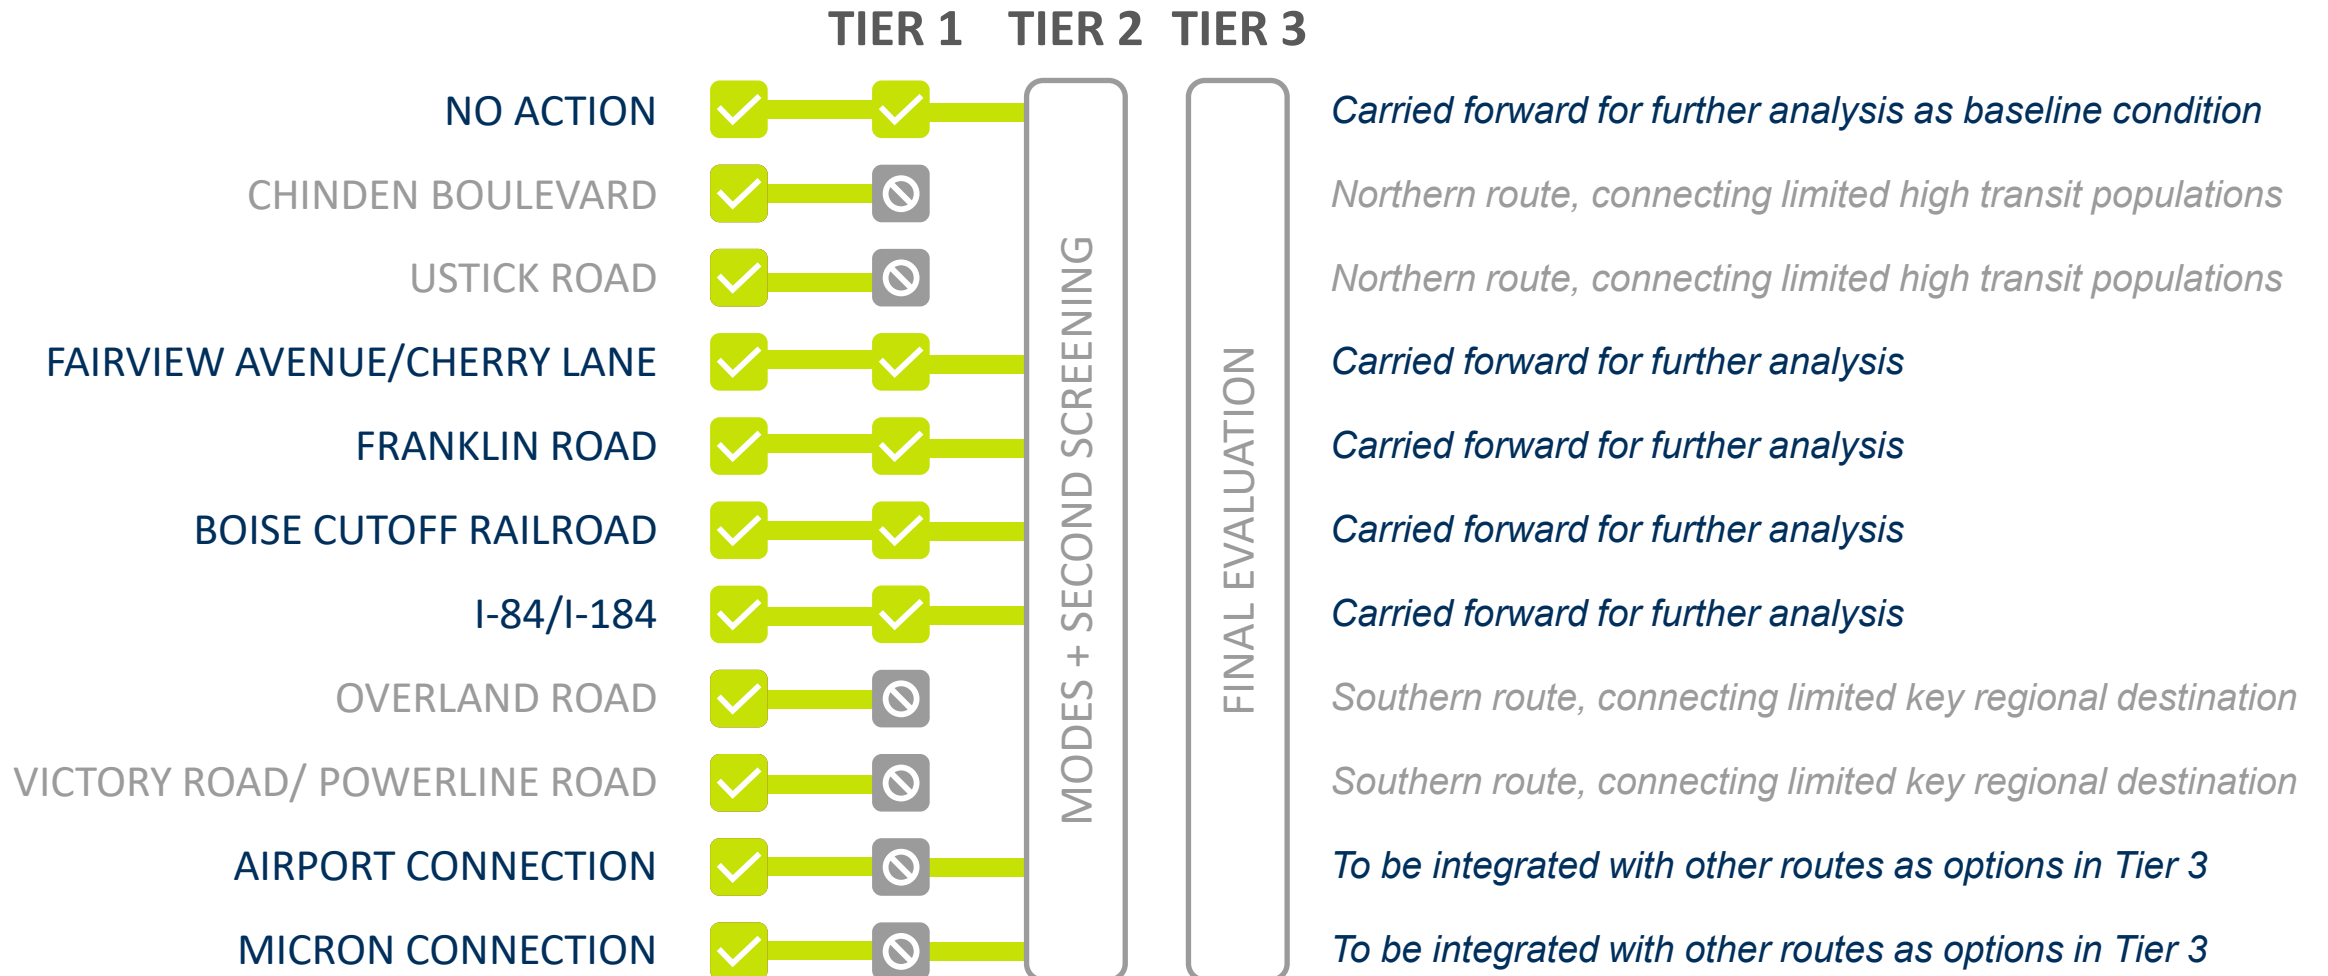 TIER 1 TIER 2 TIER 3
NO ACTION
Carried forward for further analysis as baseline condition
CHINDEN BOULEVARD
Northern route, connecting limited high transit populations
USTICK ROAD
Northern route, connecting limited high transit populations
FAIRVIEW AVENUE/CHERRY LANE
Carried forward for further analysis
FRANKLIN ROAD
Carried forward for further analysis
BOISE CUTOFF RAILROAD
Carried forward for further analysis
I-84/I-184
Carried forward for further analysis
OVERLAND ROAD
Southern route, connecting limited key regional destination
VICTORY ROAD/ POWERLINE ROAD
Southern route, connecting limited key regional destination
AIRPORT CONNECTION
To be integrated with other routes as options in Tier 3
MICRON CONNECTION
To be integrated with other routes as options in Tier 3
MODES + SECOND SCREENING
FINAL EVALUATION